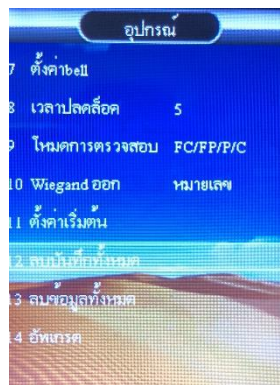 อุปกรณ์
7 ตั้งค่าbell
8 เวลาปลดล็อค 5
9 โหมดการตรวจสอบ FC/FP/P/C
10 Wiegand ออก หมายเลข
11 ตั้งค่าเริ่มต้น
12 ลบบันทึกทั้งหมด
13 ลบข้อมูลทั้งหมด
14 อัพเกรด